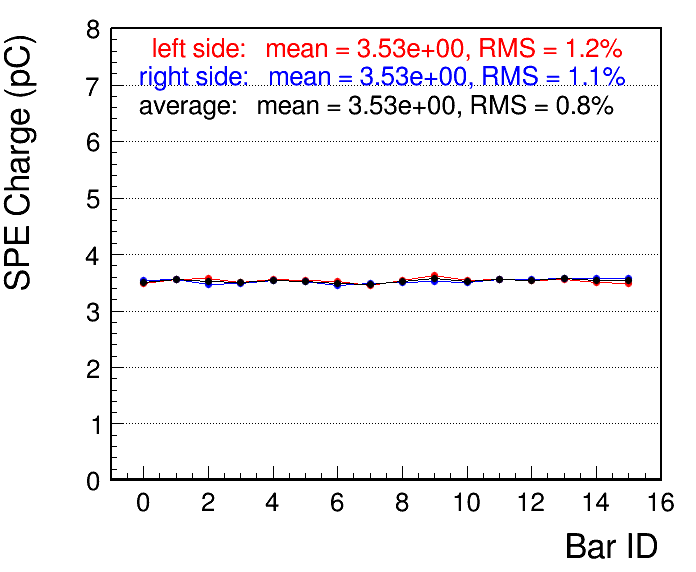 left side: mean = 3.53e+00, RMS = 1.2%
right side: mean = 3.53e+00, RMS = 1.1%
average: mean = 3.53e+00, RMS = 0.8%
SPE Charge (pC)
8
7
6
5
4
3
2
1
0
0 2 4 6 8 10 12 14 16
Bar ID